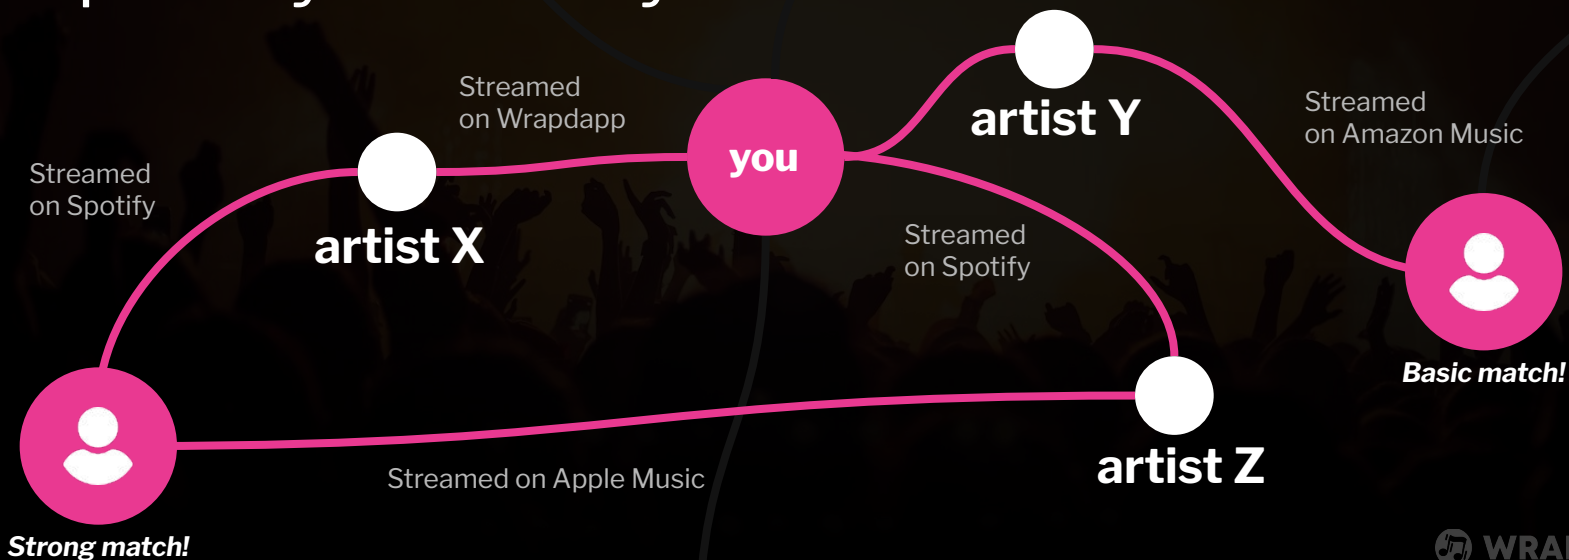 Streamed
on Wrapdapp
artist Y
Streamed
on Amazon Music
you
Streamed
on Spotify
artist X
Streamed
on Spotify
Basic match!
artist Z
Streamed on Apple Music
Strong match!
WRA